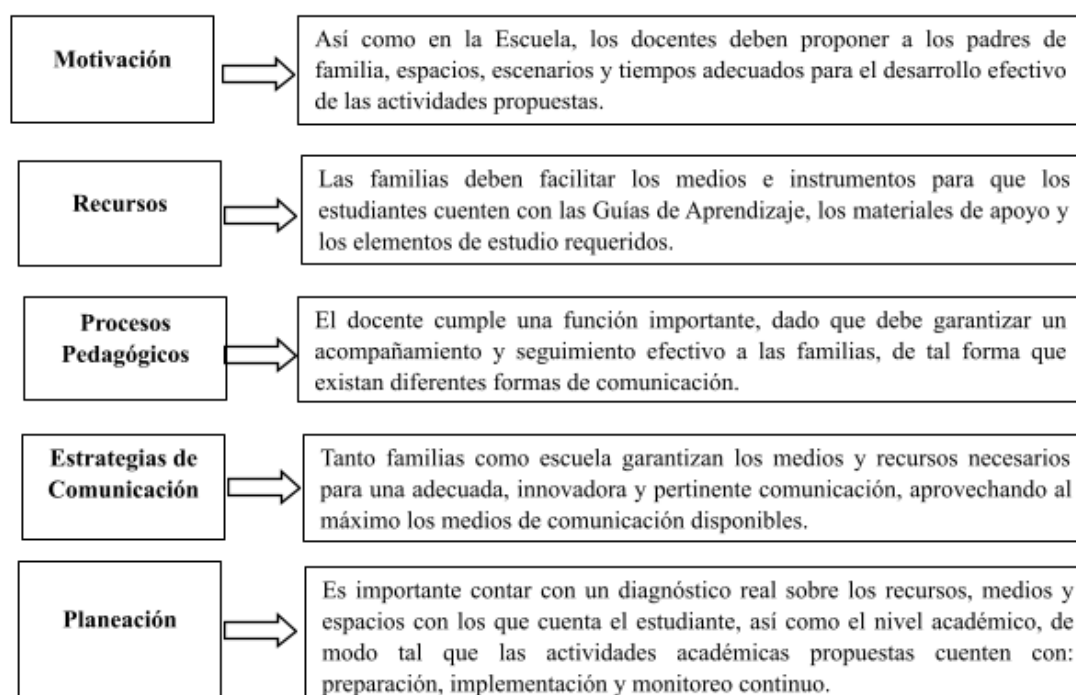 Motivación
Así como en la Escuela, los docentes deben proponer a los padres de
familia, espacios, escenarios y tiempos adecuados para el desarrollo efectivo
de las actividades propuestas.
Recursos
Las familias deben facilitar los medios e instrumentos para que los
estudiantes cuenten con las Guías de Aprendizaje, los materiales de apoyo y
los elementos de estudio requeridos.
Procesos
Pedagógicos
El docente cumple una función importante, dado que debe garantizar un
acompañamiento y seguimiento efectivo a las familias, de tal forma que
existan diferentes formas de comunicación.
Estrategias de
Comunicación
Tanto familias como escuela garantizan los medios y recursos necesarios
para una adecuada, innovadora y pertinente comunicación, aprovechando al
máximo los medios de comunicación disponibles.
Planeación
Es importante contar con un diagnóstico real sobre los recursos, medios y
espacios con los que cuenta el estudiante, así como el nivel académico, de
modo tal que las actividades académicas propuestas cuenten con:
preparación, implementación y monitoreo continuo.